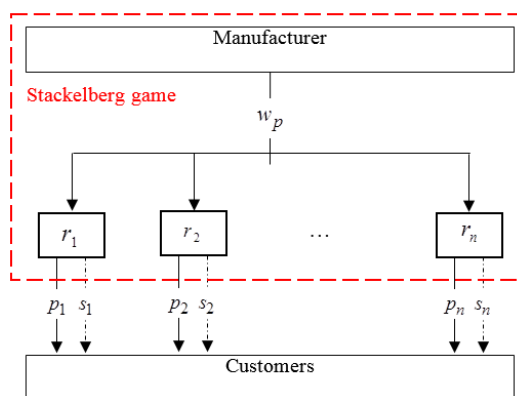 Manufacturer
Stackelberg game
w_p
r_1 r_2 ... r_n
p_1 s_1 p_2 s_2 p_n s_n
Customers